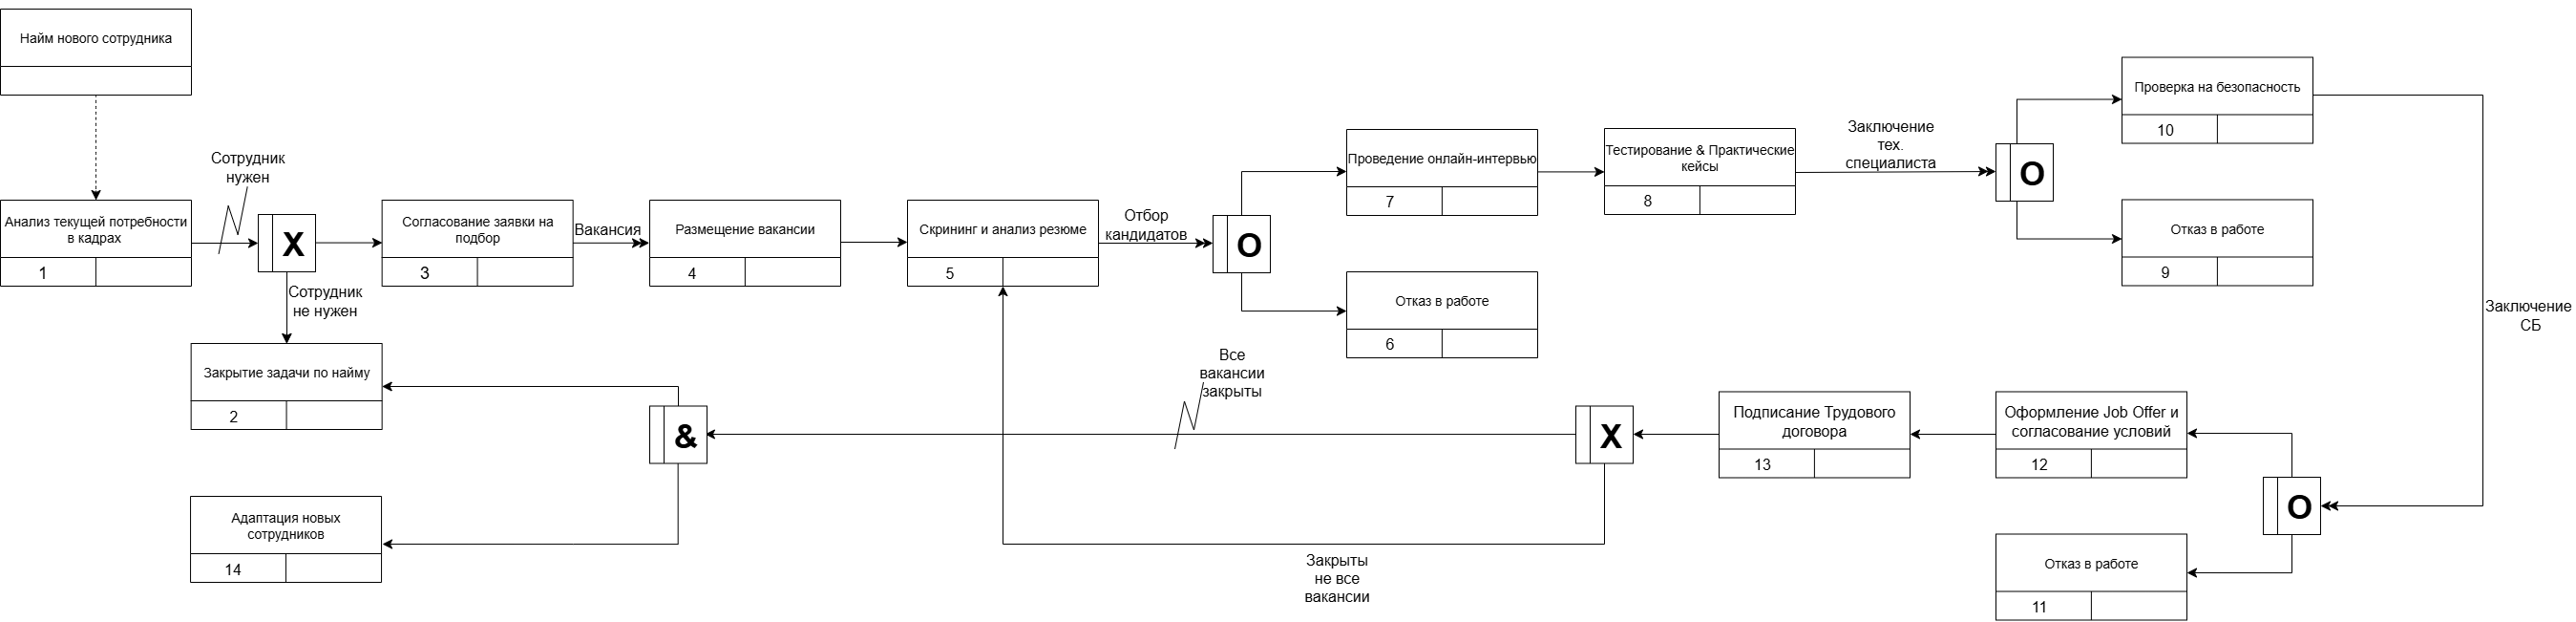 Найм нового сотрудника
Сотрудник
нужен
Анализ текущей потребности
в кадрах
1
X
Сотрудник
не нужен
Закрытие задачи по найму
2
Согласование заявки на
подбор
3
Вакансия
Размещение вакансии
4
Скрининг и анализ резюме
5
Отбор
кандидатов
O
Проведение онлайн-интервью
7
Отказ в работе
6
Тестирование & Практические
кейсы
8
Заключение
тех.
специалиста
O
Проверка на безопасность
10
Отказ в работе
9
Заключение
СБ
O
Оформление Job Offer и
согласование условий
12
Отказ в работе
11
Подписание Трудового
договора
13
X
Все
вакансии
закрыты
Закрыты
не все
вакансии
&
Адаптация новых
сотрудников
14